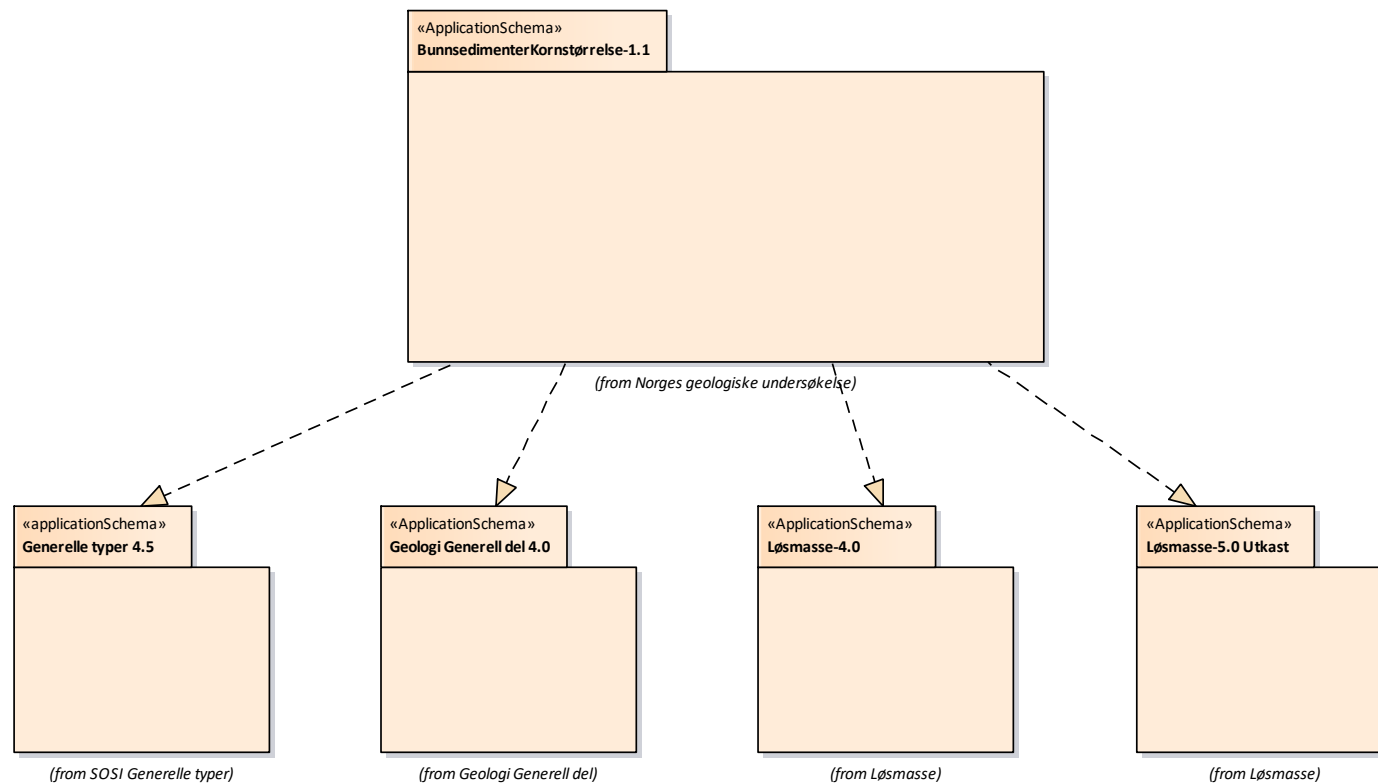 «ApplicationSchema»
BunnsedimenterKornstørrelse-1.1
(from Norges geologiske undersøkelse)
«applicationSchema»
Generelle typer 4.5
(from SOSI Generelle typer)
«ApplicationSchema»
Geologi Generell del 4.0
(from Geologi Generell del)
«ApplicationSchema»
Løsmasse-4.0
(from Løsmasse)
«ApplicationSchema»
Løsmasse-5.0 Utkast
(from Løsmasse)